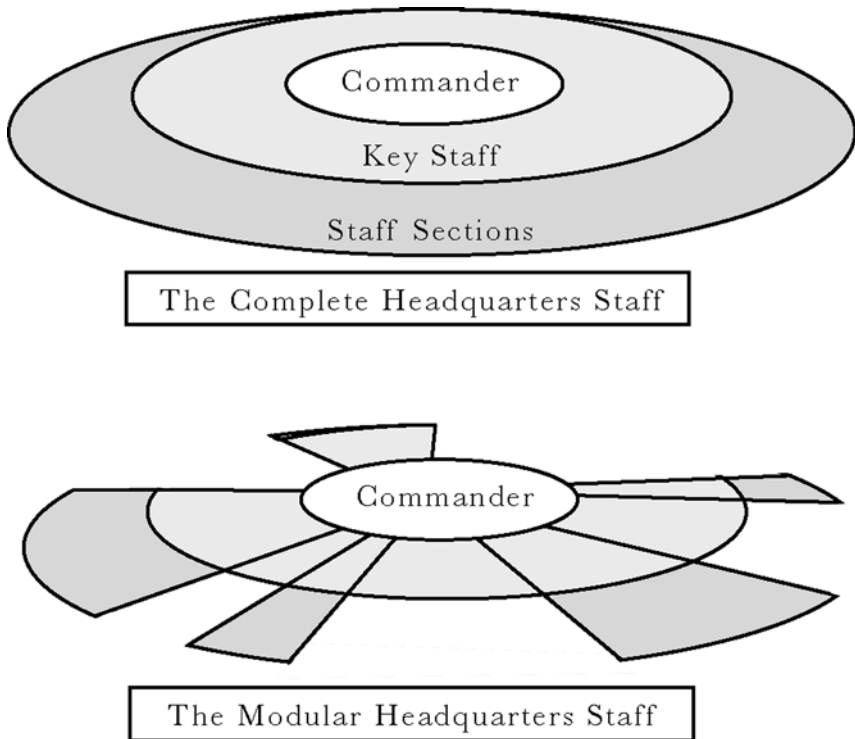 Commander
Key Staff
Staff Sections
The Complete Headquarters Staff
Commander
The Modular Headquarters Staff